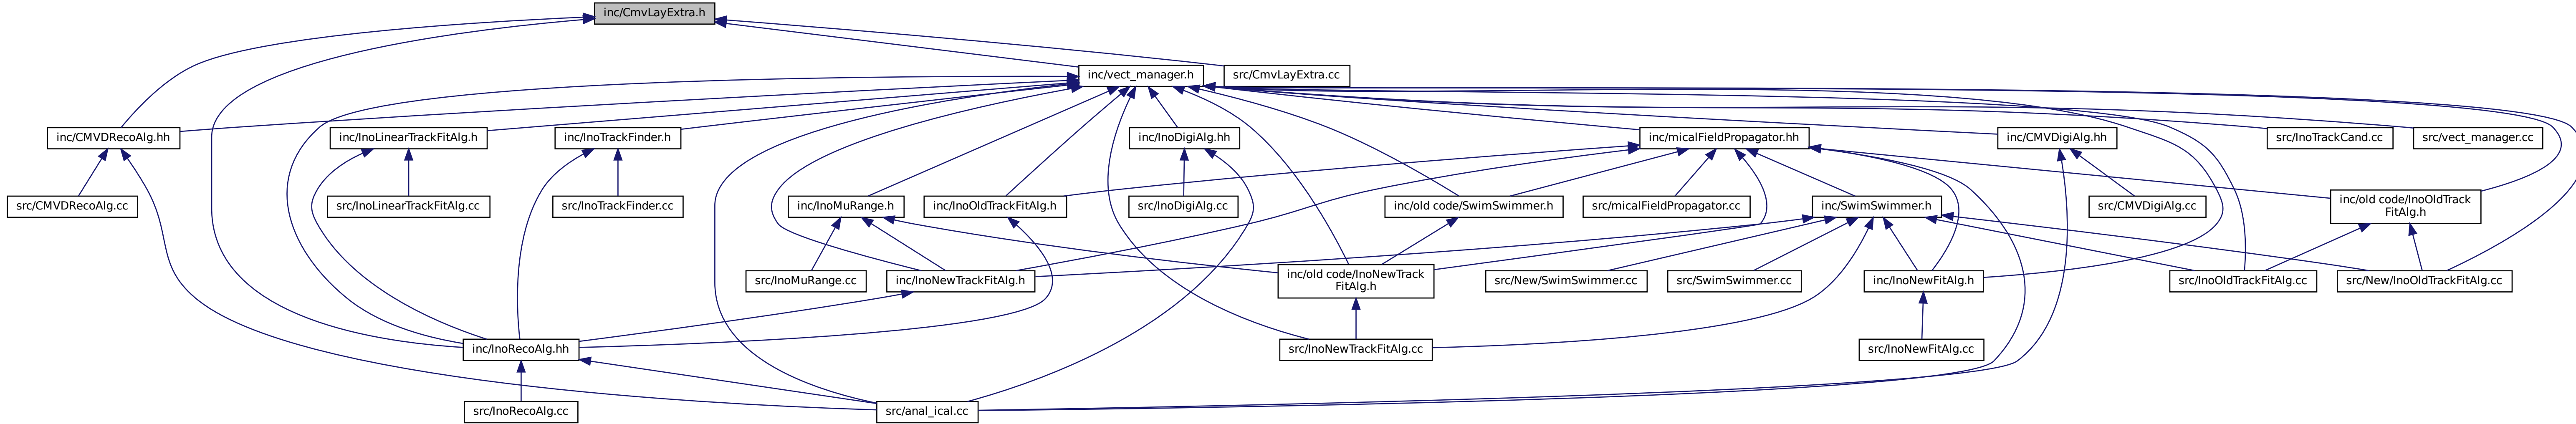 inc/CmvLayExtra.h
inc/vect_manager.h
src/CmvLayExtra.cc
inc/CMVDRecoAlg.hh
inc/InoLinearTrackFitAlg.h
inc/InoTrackFinder.h
inc/InoDigiAlg.hh
inc/micalFieldPropagator.hh
inc/CMVDigiAlg.hh
src/InoTrackCand.cc
src/vect_manager.cc
src/CMVDRecoAlg.cc
src/InoLinearTrackFitAlg.cc
src/InoTrackFinder.cc
inc/InoMuRange.h
inc/InoOldTrackFitAlg.h
src/InoDigiAlg.cc
inc/old code/SwimSwimmer.h
src/micalFieldPropagator.cc
inc/SwimSwimmer.h
src/CMVDigiAlg.cc
inc/old code/InoOldTrack
FitAlg.h
src/InoMuRange.cc
inc/InoNewTrackFitAlg.h
inc/old code/InoNewTrack
FitAlg.h
src/New/SwimSwimmer.cc
src/SwimSwimmer.cc
inc/InoNewFitAlg.h
src/InoOldTrackFitAlg.cc
src/New/InoOldTrackFitAlg.cc
inc/InoRecoAlg.hh
src/InoNewTrackFitAlg.cc
src/InoNewFitAlg.cc
src/InoRecoAlg.cc
src/anal_ical.cc